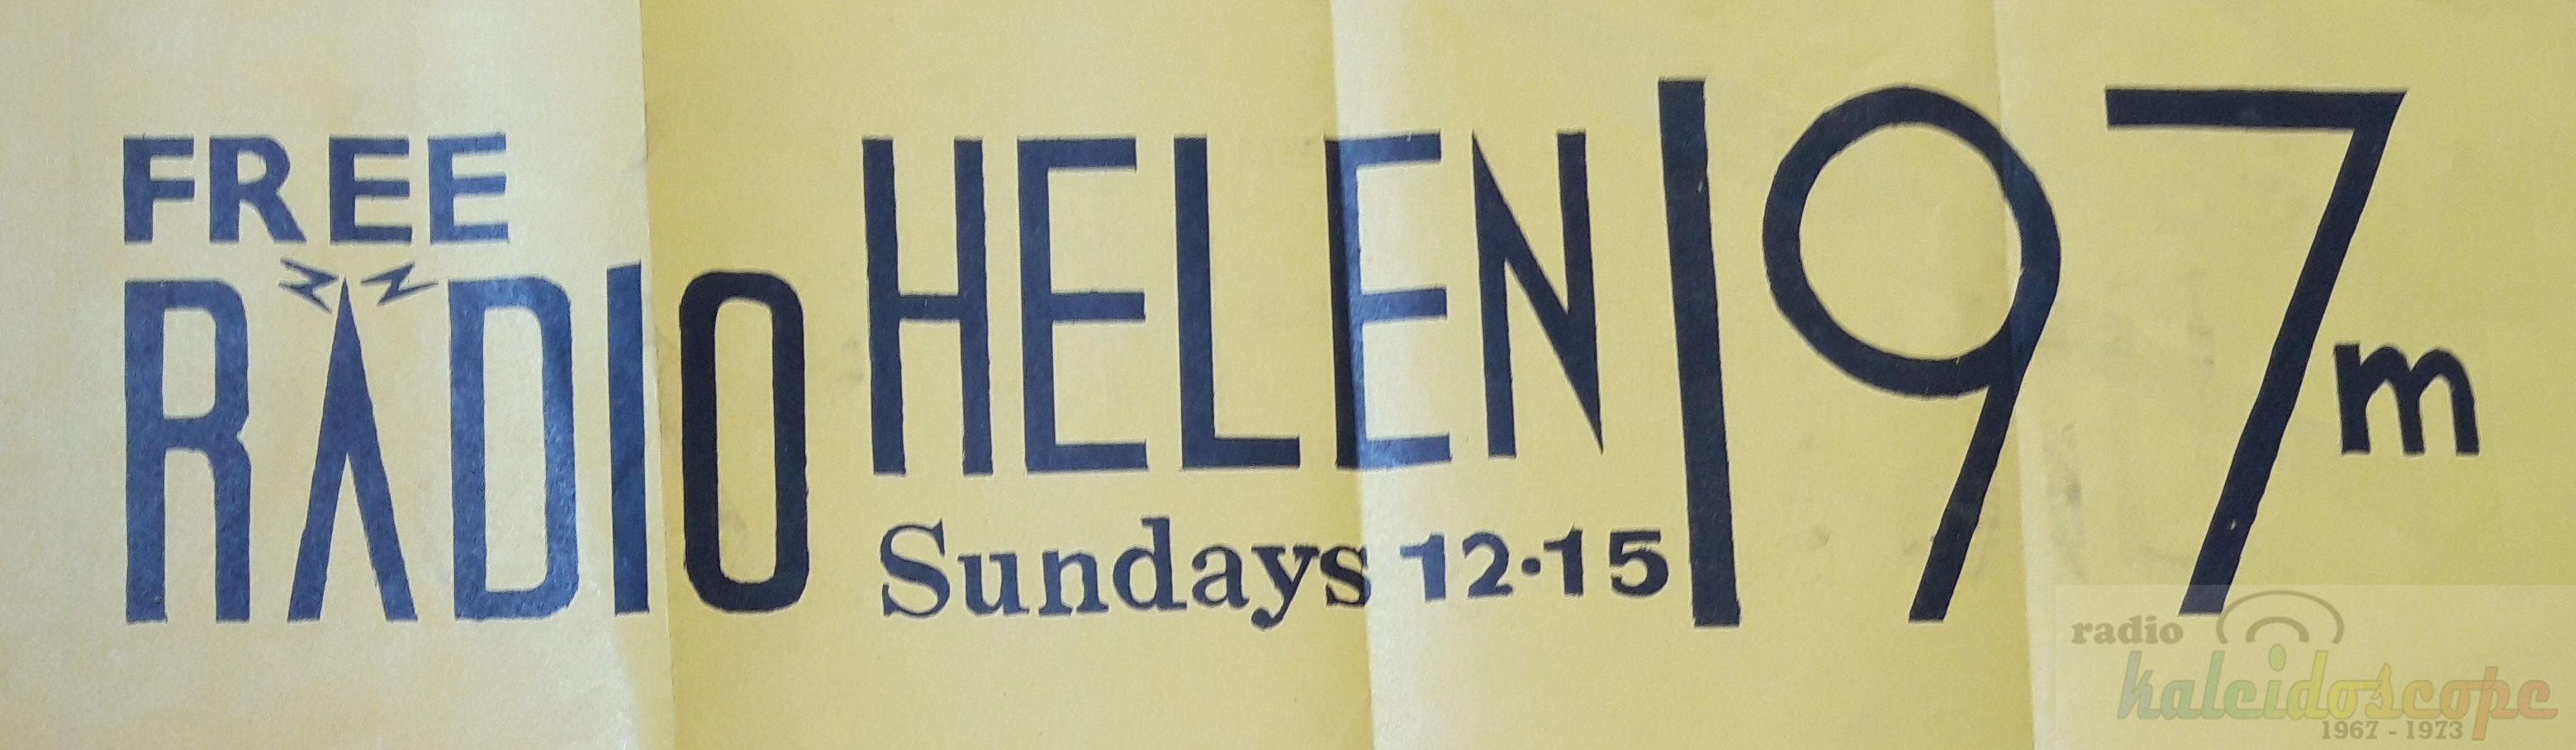 FREE
RADIO HELEN 197m
Sundays 12·15
radio
kaleidoscope
1967 - 1973